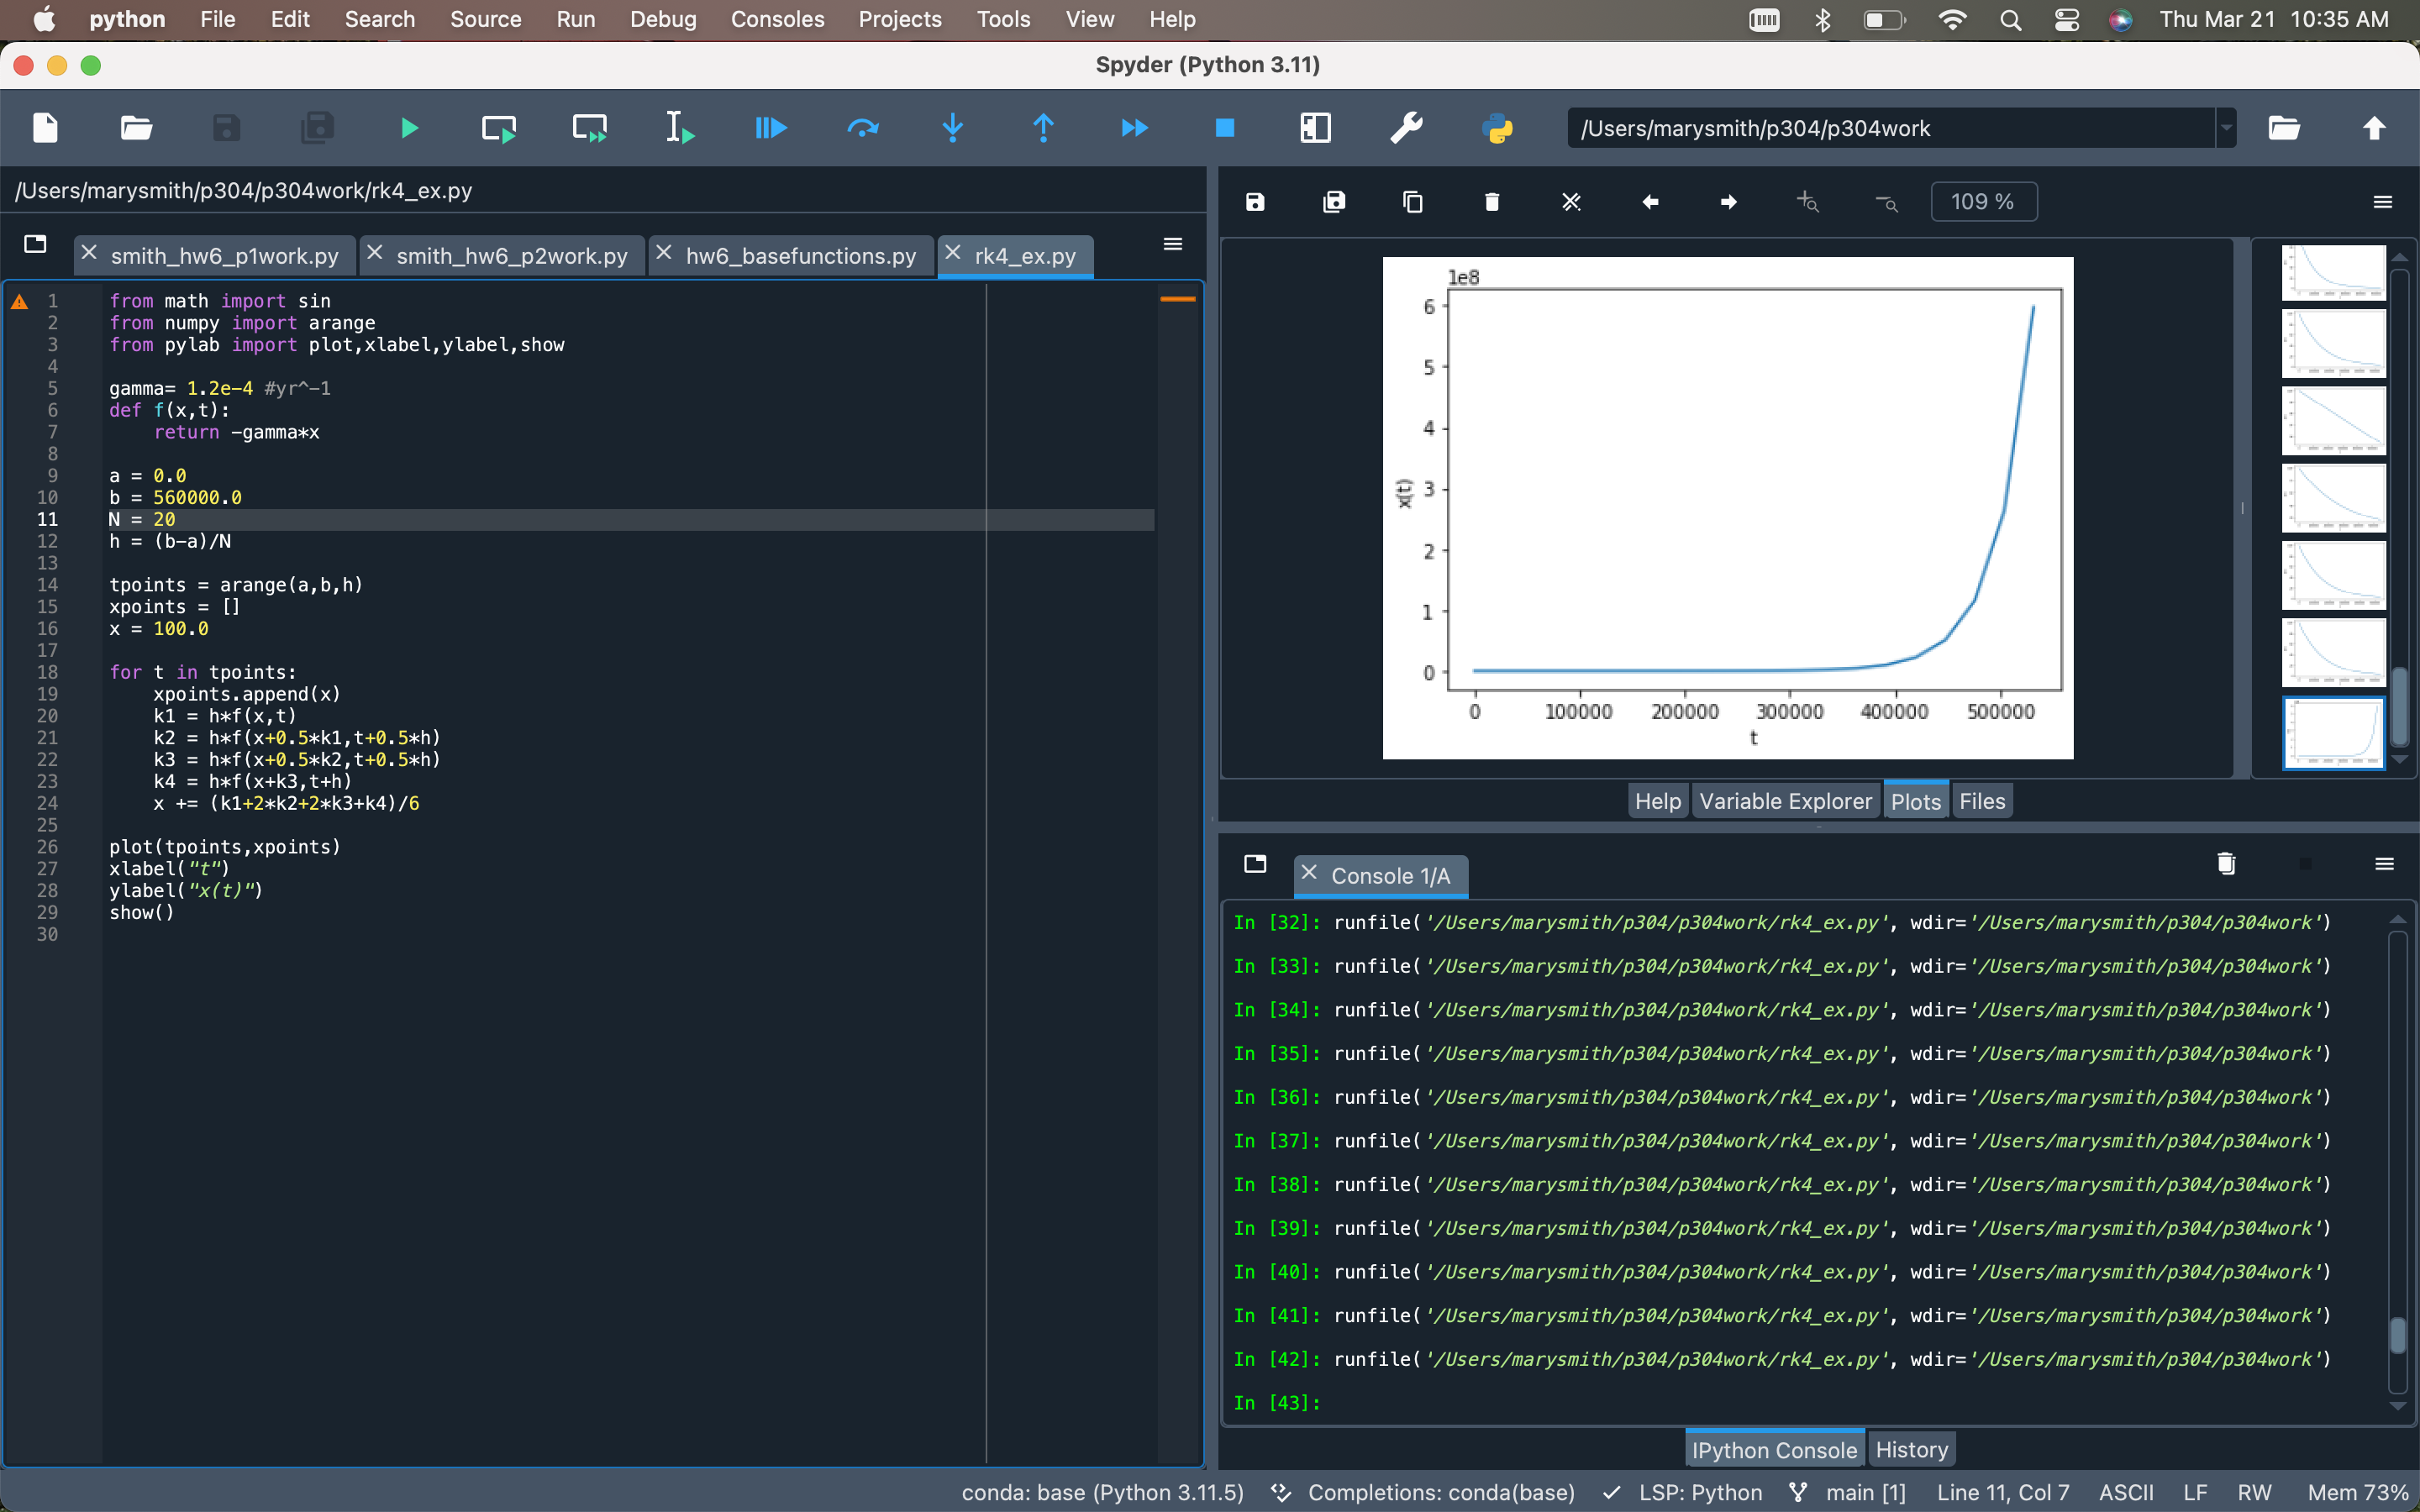 python File Edit Search Source Run Debug Consoles Projects Tools View Help Thu Mar 21 10:35 AM
Spyder (Python 3.11)
/Users/marysmith/p304/p304work
/Users/marysmith/p304/p304work/rk4_ex.py
109 %
smith_hw6_p1work.py smith_hw6_p2work.py hw6_basefunctions.py rk4_ex.py
1 from math import sin
2 from numpy import arange
3 from pylab import plot,xlabel,ylabel,show
4
5 gamma= 1.2e-4 #yr^-1
6 def f(x,t):
7     return -gamma*x
8
9 a = 0.0
10 b = 560000.0
11 N = 20
12 h = (b-a)/N
13
14 tpoints = arange(a,b,h)
15 xpoints = []
16 x = 100.0
17
18 for t in tpoints:
19     xpoints.append(x)
20     k1 = h*f(x,t)
21     k2 = h*f(x+0.5*k1,t+0.5*h)
22     k3 = h*f(x+0.5*k2,t+0.5*h)
23     k4 = h*f(x+k3,t+h)
24     x += (k1+2*k2+2*k3+k4)/6
25
26 plot(tpoints,xpoints)
27 xlabel("t")
28 ylabel("x(t)")
29 show()
30
1e8
6
5
4
x(t)
3
2
1
0
0 100000 200000 300000 400000 500000
t
Help Variable Explorer Plots Files
Console 1/A
In [32]: runfile('/Users/marysmith/p304/p304work/rk4_ex.py', wdir='/Users/marysmith/p304/p304work')
In [33]: runfile('/Users/marysmith/p304/p304work/rk4_ex.py', wdir='/Users/marysmith/p304/p304work')
In [34]: runfile('/Users/marysmith/p304/p304work/rk4_ex.py', wdir='/Users/marysmith/p304/p304work')
In [35]: runfile('/Users/marysmith/p304/p304work/rk4_ex.py', wdir='/Users/marysmith/p304/p304work')
In [36]: runfile('/Users/marysmith/p304/p304work/rk4_ex.py', wdir='/Users/marysmith/p304/p304work')
In [37]: runfile('/Users/marysmith/p304/p304work/rk4_ex.py', wdir='/Users/marysmith/p304/p304work')
In [38]: runfile('/Users/marysmith/p304/p304work/rk4_ex.py', wdir='/Users/marysmith/p304/p304work')
In [39]: runfile('/Users/marysmith/p304/p304work/rk4_ex.py', wdir='/Users/marysmith/p304/p304work')
In [40]: runfile('/Users/marysmith/p304/p304work/rk4_ex.py', wdir='/Users/marysmith/p304/p304work')
In [41]: runfile('/Users/marysmith/p304/p304work/rk4_ex.py', wdir='/Users/marysmith/p304/p304work')
In [42]: runfile('/Users/marysmith/p304/p304work/rk4_ex.py', wdir='/Users/marysmith/p304/p304work')
In [43]:
IPython Console History
conda: base (Python 3.11.5) Completions: conda(base) LSP: Python main [1] Line 11, Col 7 ASCII LF RW Mem 73%